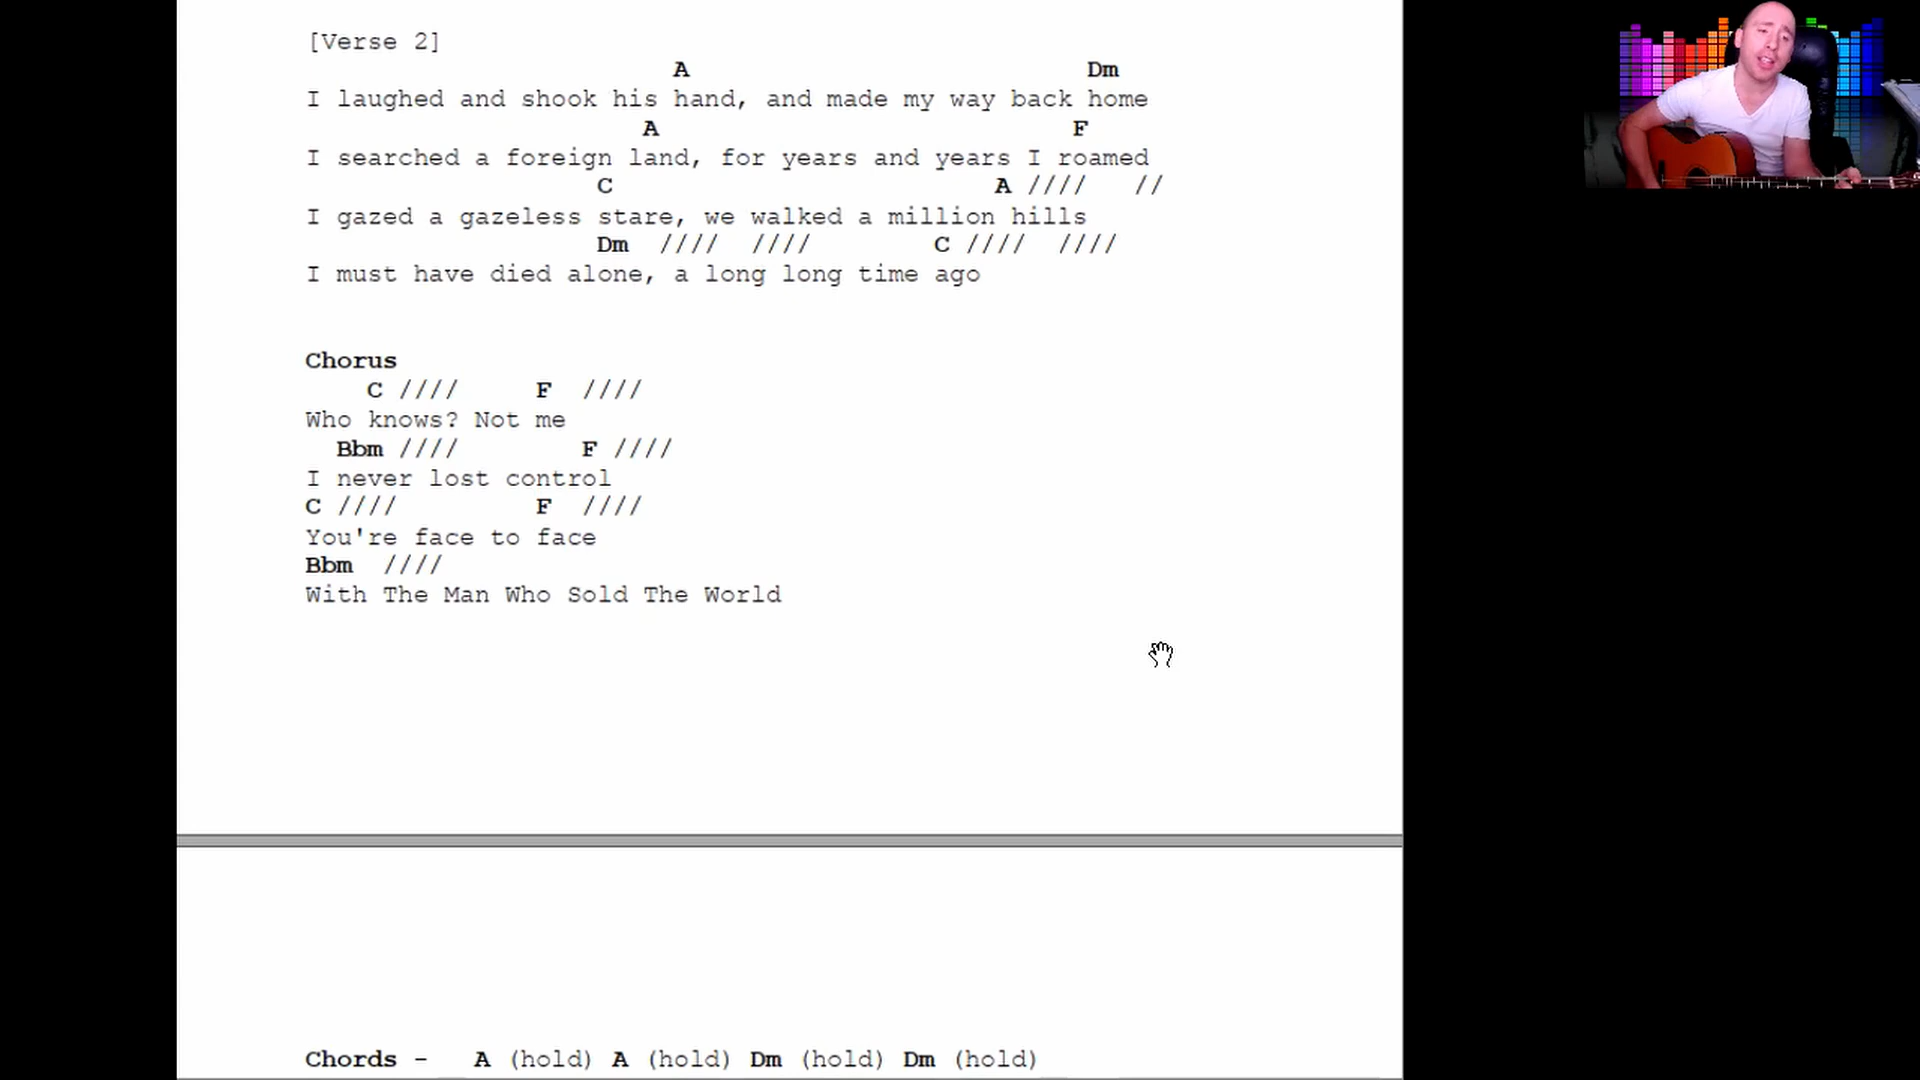 [Verse 2]
A Dm
I laughed and shook his hand, and made my way back home
A F
I searched a foreign land, for years and years I roamed
C A //// //
I gazed a gazeless stare, we walked a million hills
Dm //// //// C //// ////
I must have died alone, a long long time ago
Chorus
C //// F ////
Who knows? Not me
Bbm //// F ////
I never lost control
C //// F ////
You're face to face
Bbm ////
With The Man Who Sold The World
Chords - A (hold) A (hold) Dm (hold) Dm (hold)